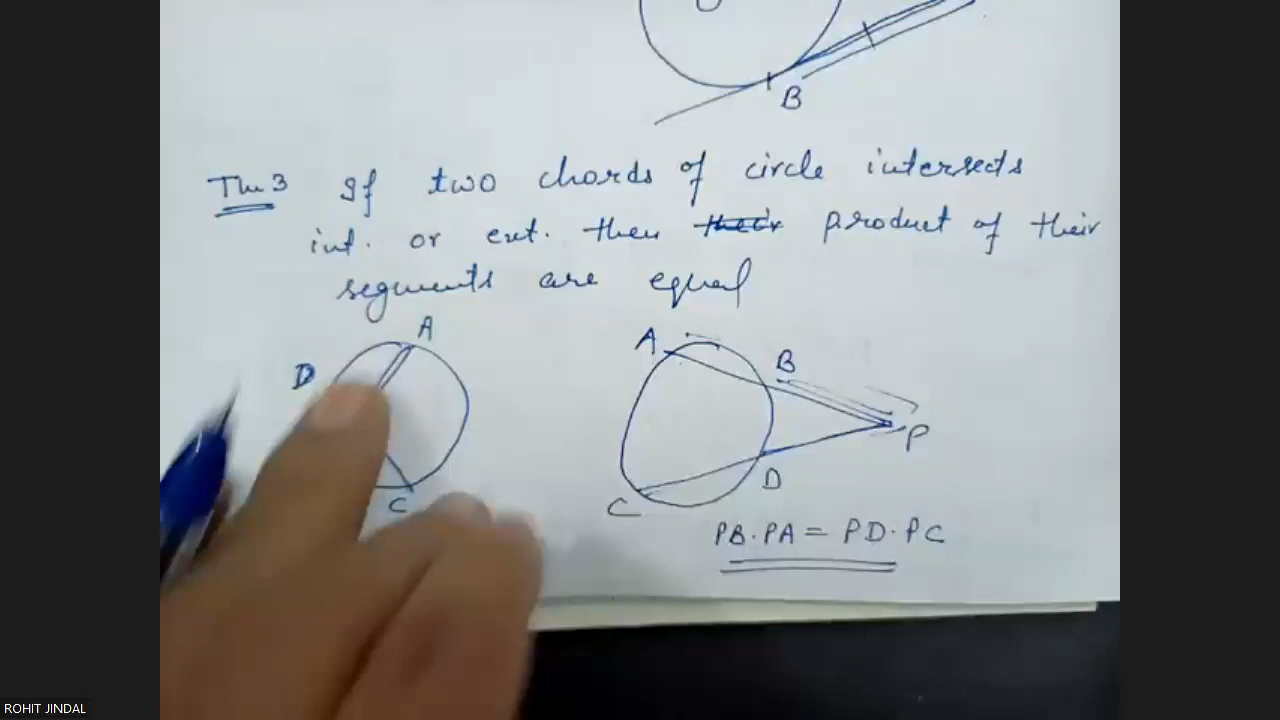 B
Thm 3 If two chords of circle intersects
int. or ext. then their product of their
segments are equal
A
D
C
A
B
P
D
C
PB.PA = PD.PC
ROHIT JINDAL